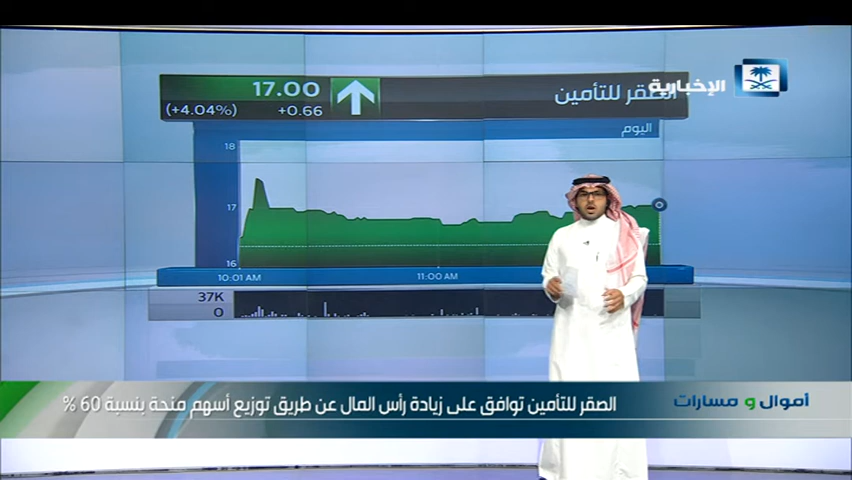 الإخبارية
الصقر للتأمين
17.00
(+4.04%) +0.66
اليوم
18
17
16
10:01 AM 11:00 AM
37K
0
أموال و مسارات
الصقر للتأمين توافق على زيادة رأس المال عن طريق توزيع أسهم منحة بنسبة 60 %